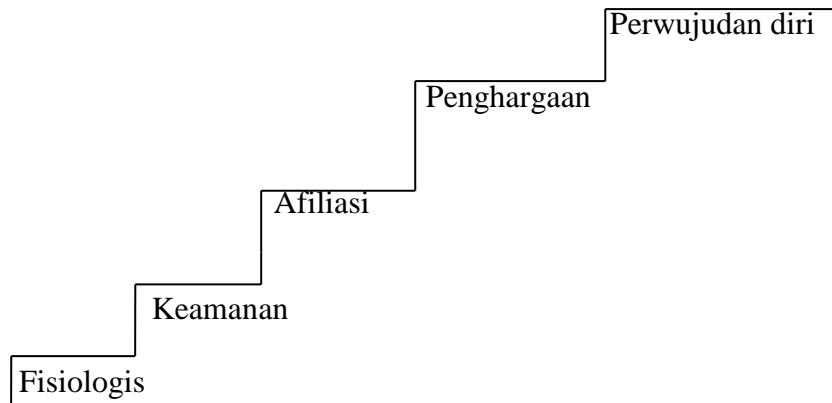 Perwujudan diri
Penghargaan
Afiliasi
Keamanan
Fisiologis